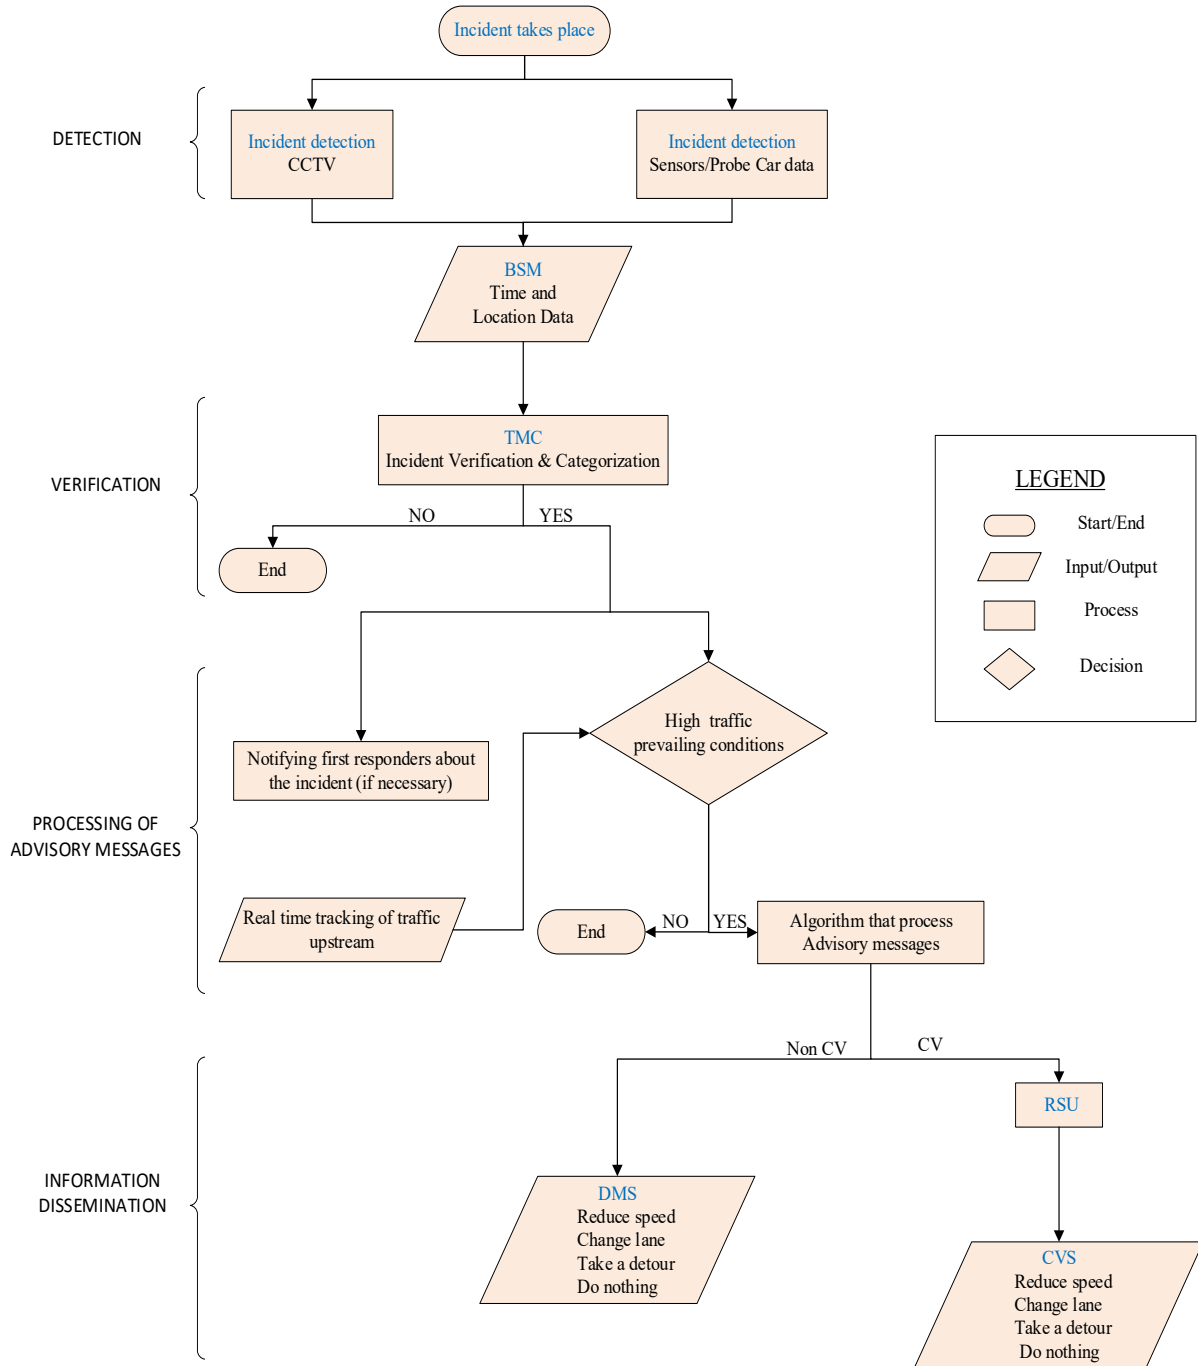 Incident takes place
DETECTION
Incident detection
CCTV
Incident detection
Sensors/Probe Car data
BSM
Time and
Location Data
VERIFICATION
TMC
Incident Verification & Categorization
NO
YES
End
LEGEND
Start/End
Input/Output
Process
Decision
PROCESSING OF
ADVISORY MESSAGES
High traffic
prevailing conditions
Notifying first responders about
the incident (if necessary)
Real time tracking of traffic
upstream
End
NO
YES
Algorithm that process
Advisory messages
Non CV
CV
RSU
INFORMATION
DISSEMINATION
DMS
Reduce speed
Change lane
Take a detour
Do nothing
CVS
Reduce speed
Change lane
Take a detour
Do nothing